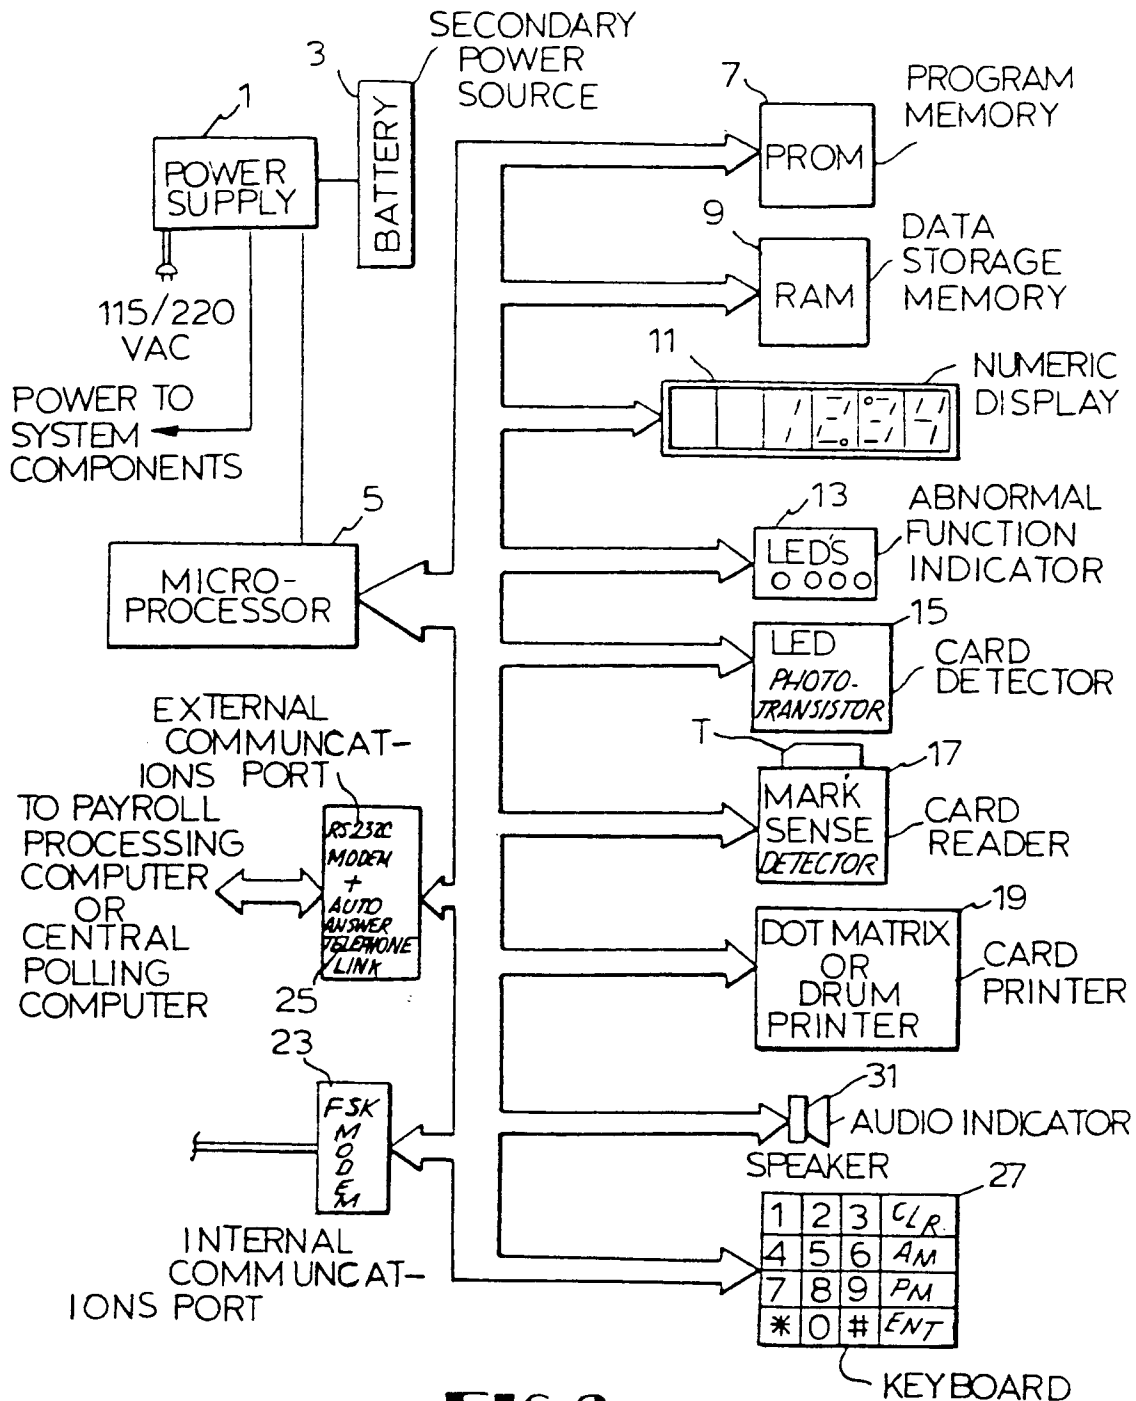 SECONDARY
POWER
SOURCE
3
BATTERY
1
POWER
SUPPLY
115/220
VAC
POWER TO
SYSTEM
COMPONENTS
5
MICRO-
PROCESSOR
EXTERNAL
COMMUNCAT-
IONS PORT
TO PAYROLL
PROCESSING
COMPUTER
OR
CENTRAL
POLLING
COMPUTER
RS232C
MODEM
+
AUTO
ANSWER
TELEPHONE
LINK
25
23
FSK
MODEM
INTERNAL
COMMUNCAT-
IONS PORT
7
PROM
PROGRAM
MEMORY
9
RAM
DATA
STORAGE
MEMORY
11
12.34
NUMERIC
DISPLAY
13
LED'S
ABNORMAL
FUNCTION
INDICATOR
15
LED
PHOTO-
TRANSISTOR
CARD
DETECTOR
T
17
MARK
SENSE
DETECTOR
CARD
READER
19
DOT MATRIX
OR
DRUM
PRINTER
CARD
PRINTER
31
AUDIO INDICATOR
SPEAKER
27
1 2 3 CLR.
4 5 6 AM
7 8 9 PM
* 0 # ENT
KEYBOARD